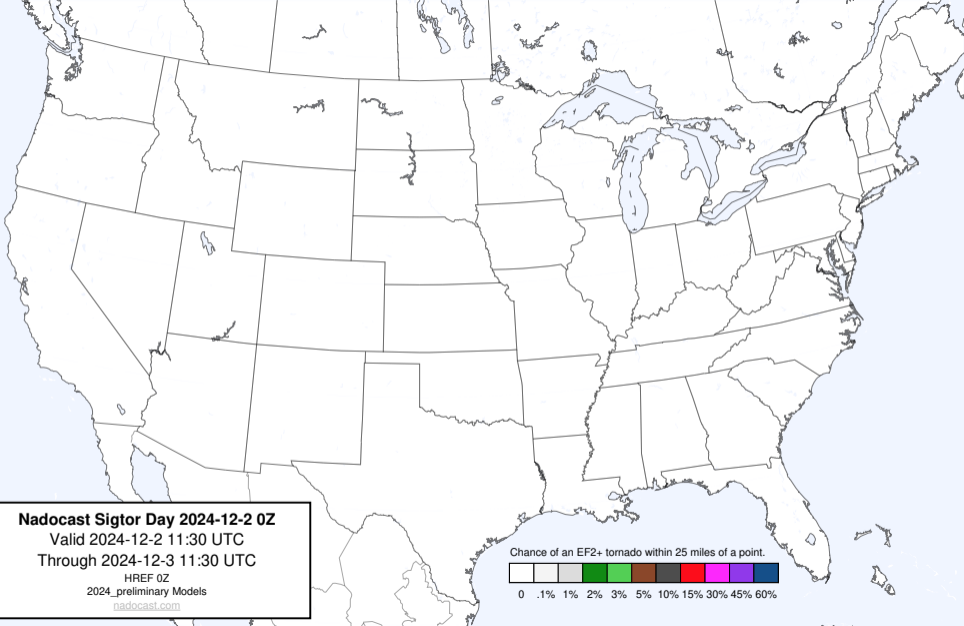 Nadocast Sigtor Day 2024-12-2 0Z
Valid 2024-12-2 11:30 UTC
Through 2024-12-3 11:30 UTC
HREF 0Z
2024_preliminary Models
nadocast.com
Chance of an EF2+ tornado within 25 miles of a point.
0 .1% 1% 2% 3% 5% 10% 15% 30% 45% 60%